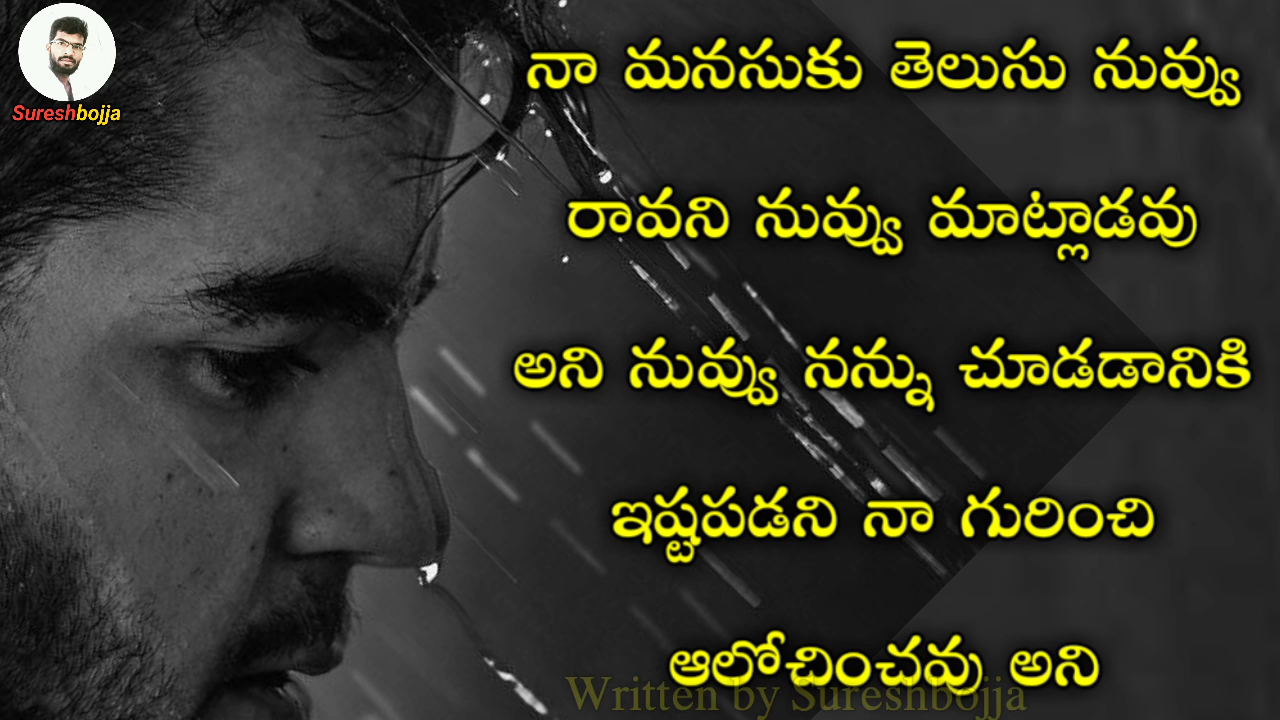 Sureshbojja
నా మనసుకు తెలుసు నువ్వు
రావని నువ్వు మాట్లాడవు
అని నువ్వు నన్ను చూడడానికి
ఇష్టపడని నా గురించి
ఆలోచించవు అని
Written by Sureshbojja